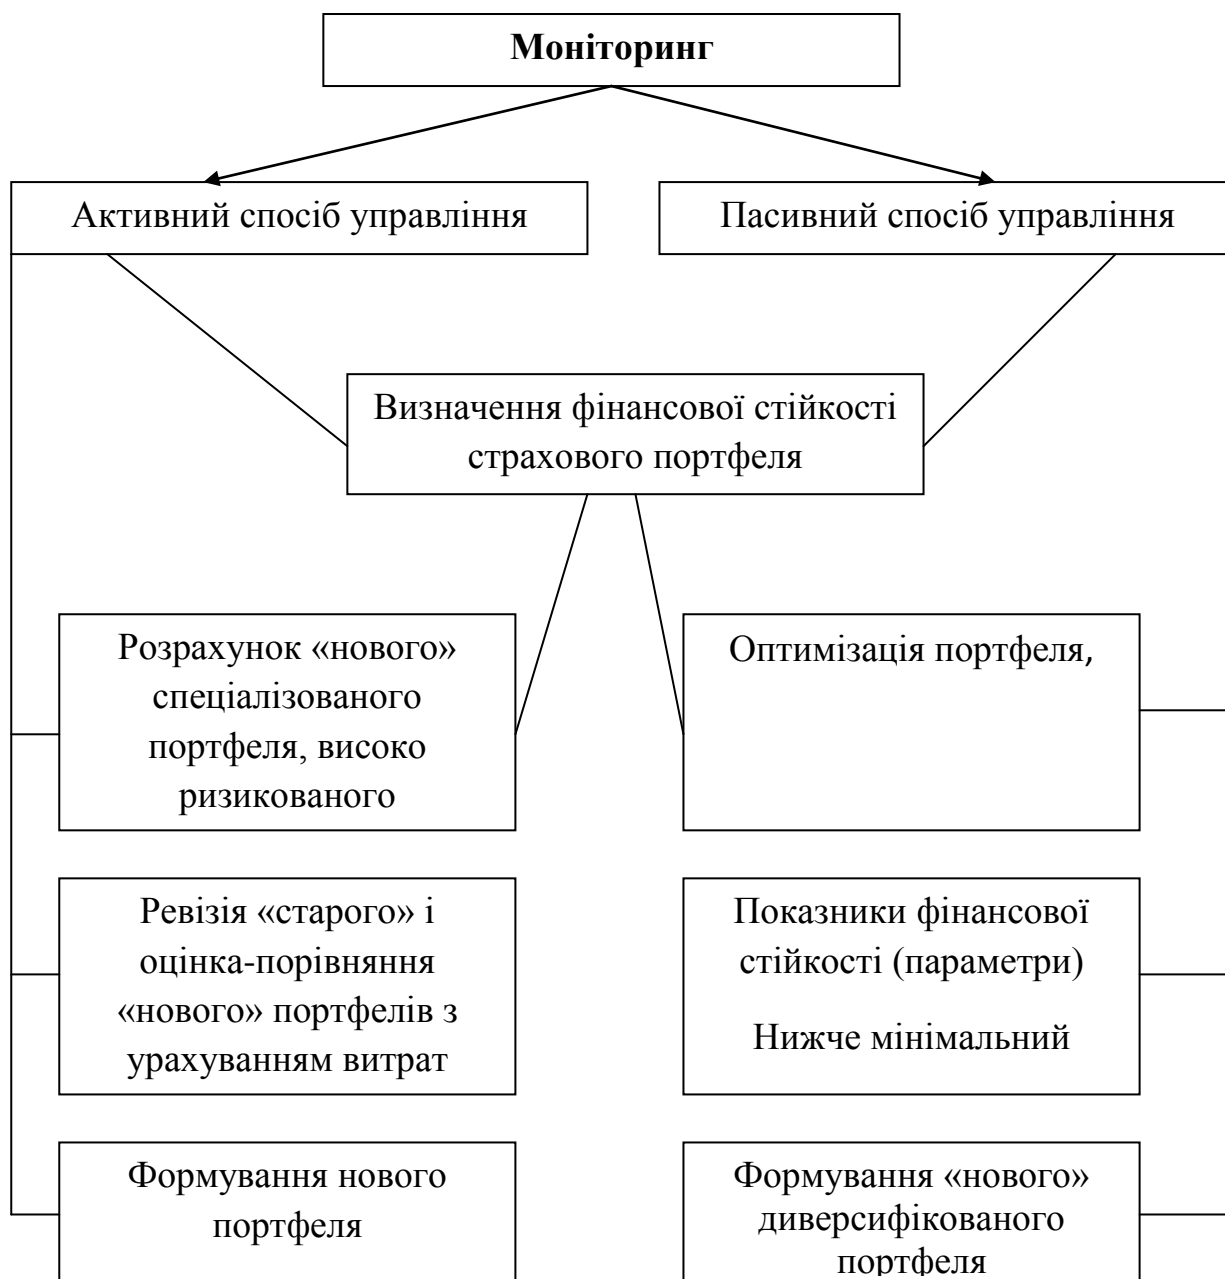 Моніторинг
Активний спосіб управління
Пасивний спосіб управління
Визначення фінансової стійкості
страхового портфеля
Розрахунок «нового»
спеціалізованого
портфеля, високо
ризикованого
Оптимізація портфеля,
Ревізія «старого» і
оцінка-порівняння
«нового» портфелів з
урахуванням витрат
Показники фінансової
стійкості (параметри)
Нижче мінімальний
Формування нового
портфеля
Формування «нового»
диверсифікованого
портфеля